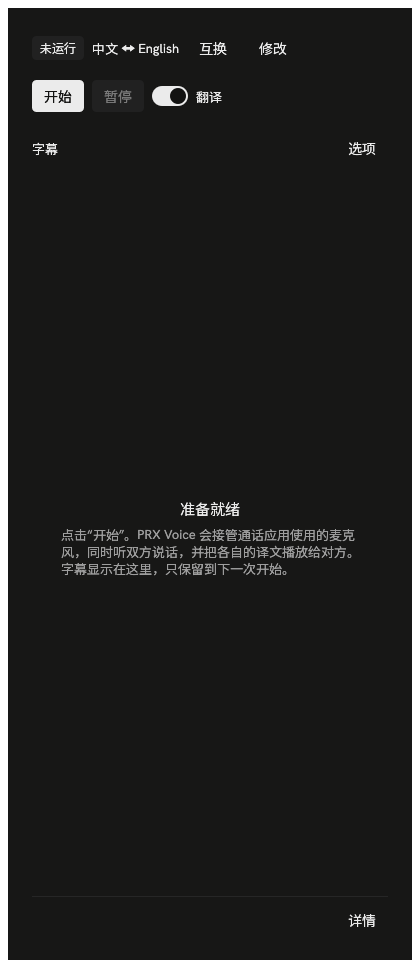 未运行 中文 ⬌ English 互换 修改
开始 暂停 翻译
字幕 选项
准备就绪
点击“开始”。PRX Voice 会接管通话应用使用的麦克
风，同时听双方说话，并把各自的译文播放给对方。
字幕显示在这里，只保留到下一次开始。
详情